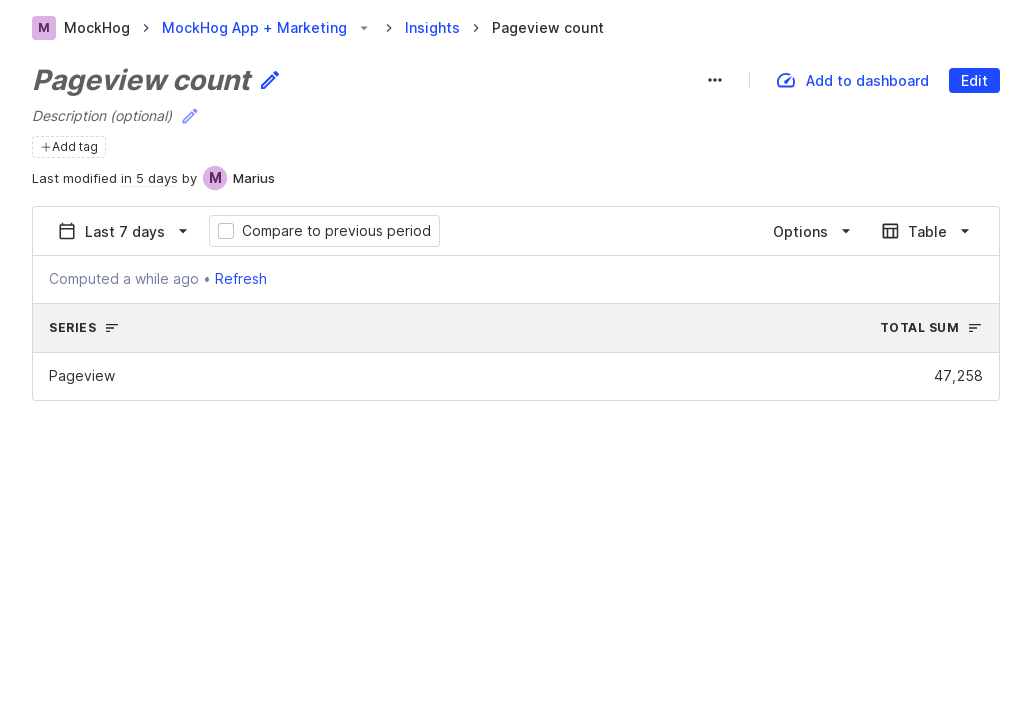 M MockHog MockHog App + Marketing Insights Pageview count
Pageview count
Add to dashboard Edit
Description (optional)
Add tag
Last modified in 5 days by M Marius
Last 7 days Compare to previous period Options Table
Computed a while ago • Refresh
SERIES TOTAL SUM
Pageview 47,258